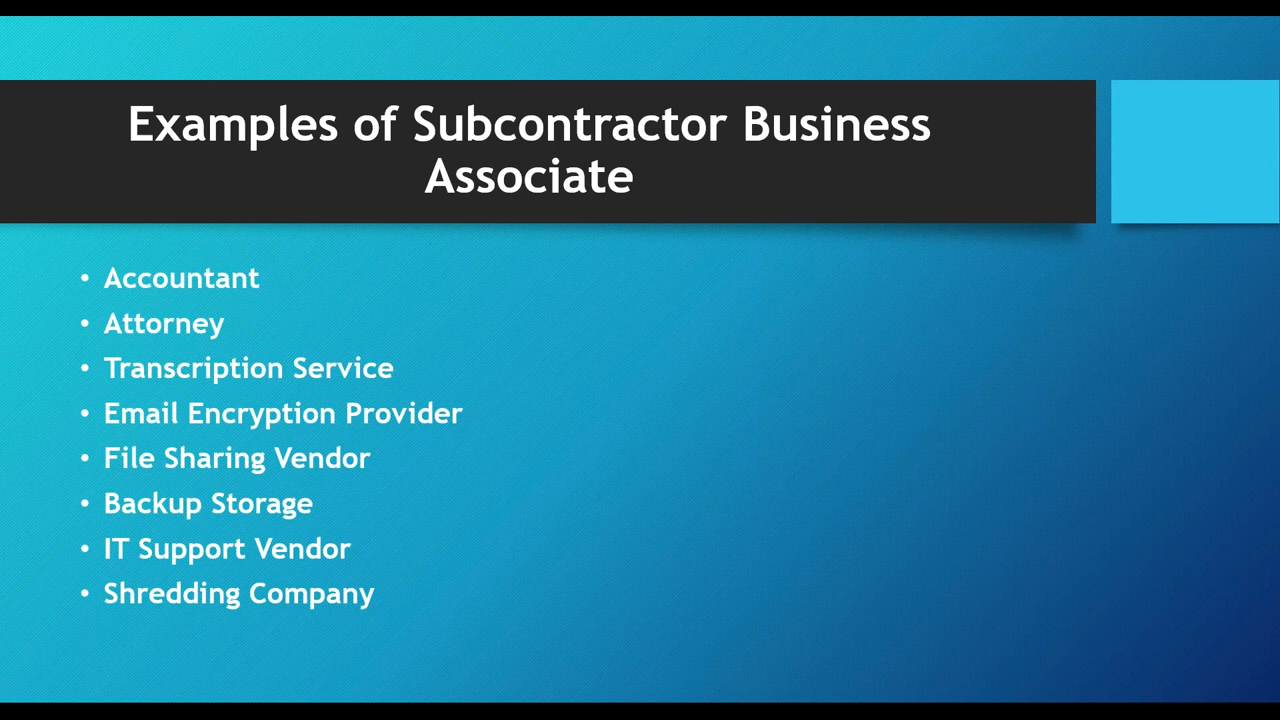 Examples of Subcontractor Business
Associate
• Accountant
• Attorney
• Transcription Service
• Email Encryption Provider
• File Sharing Vendor
• Backup Storage
• IT Support Vendor
• Shredding Company